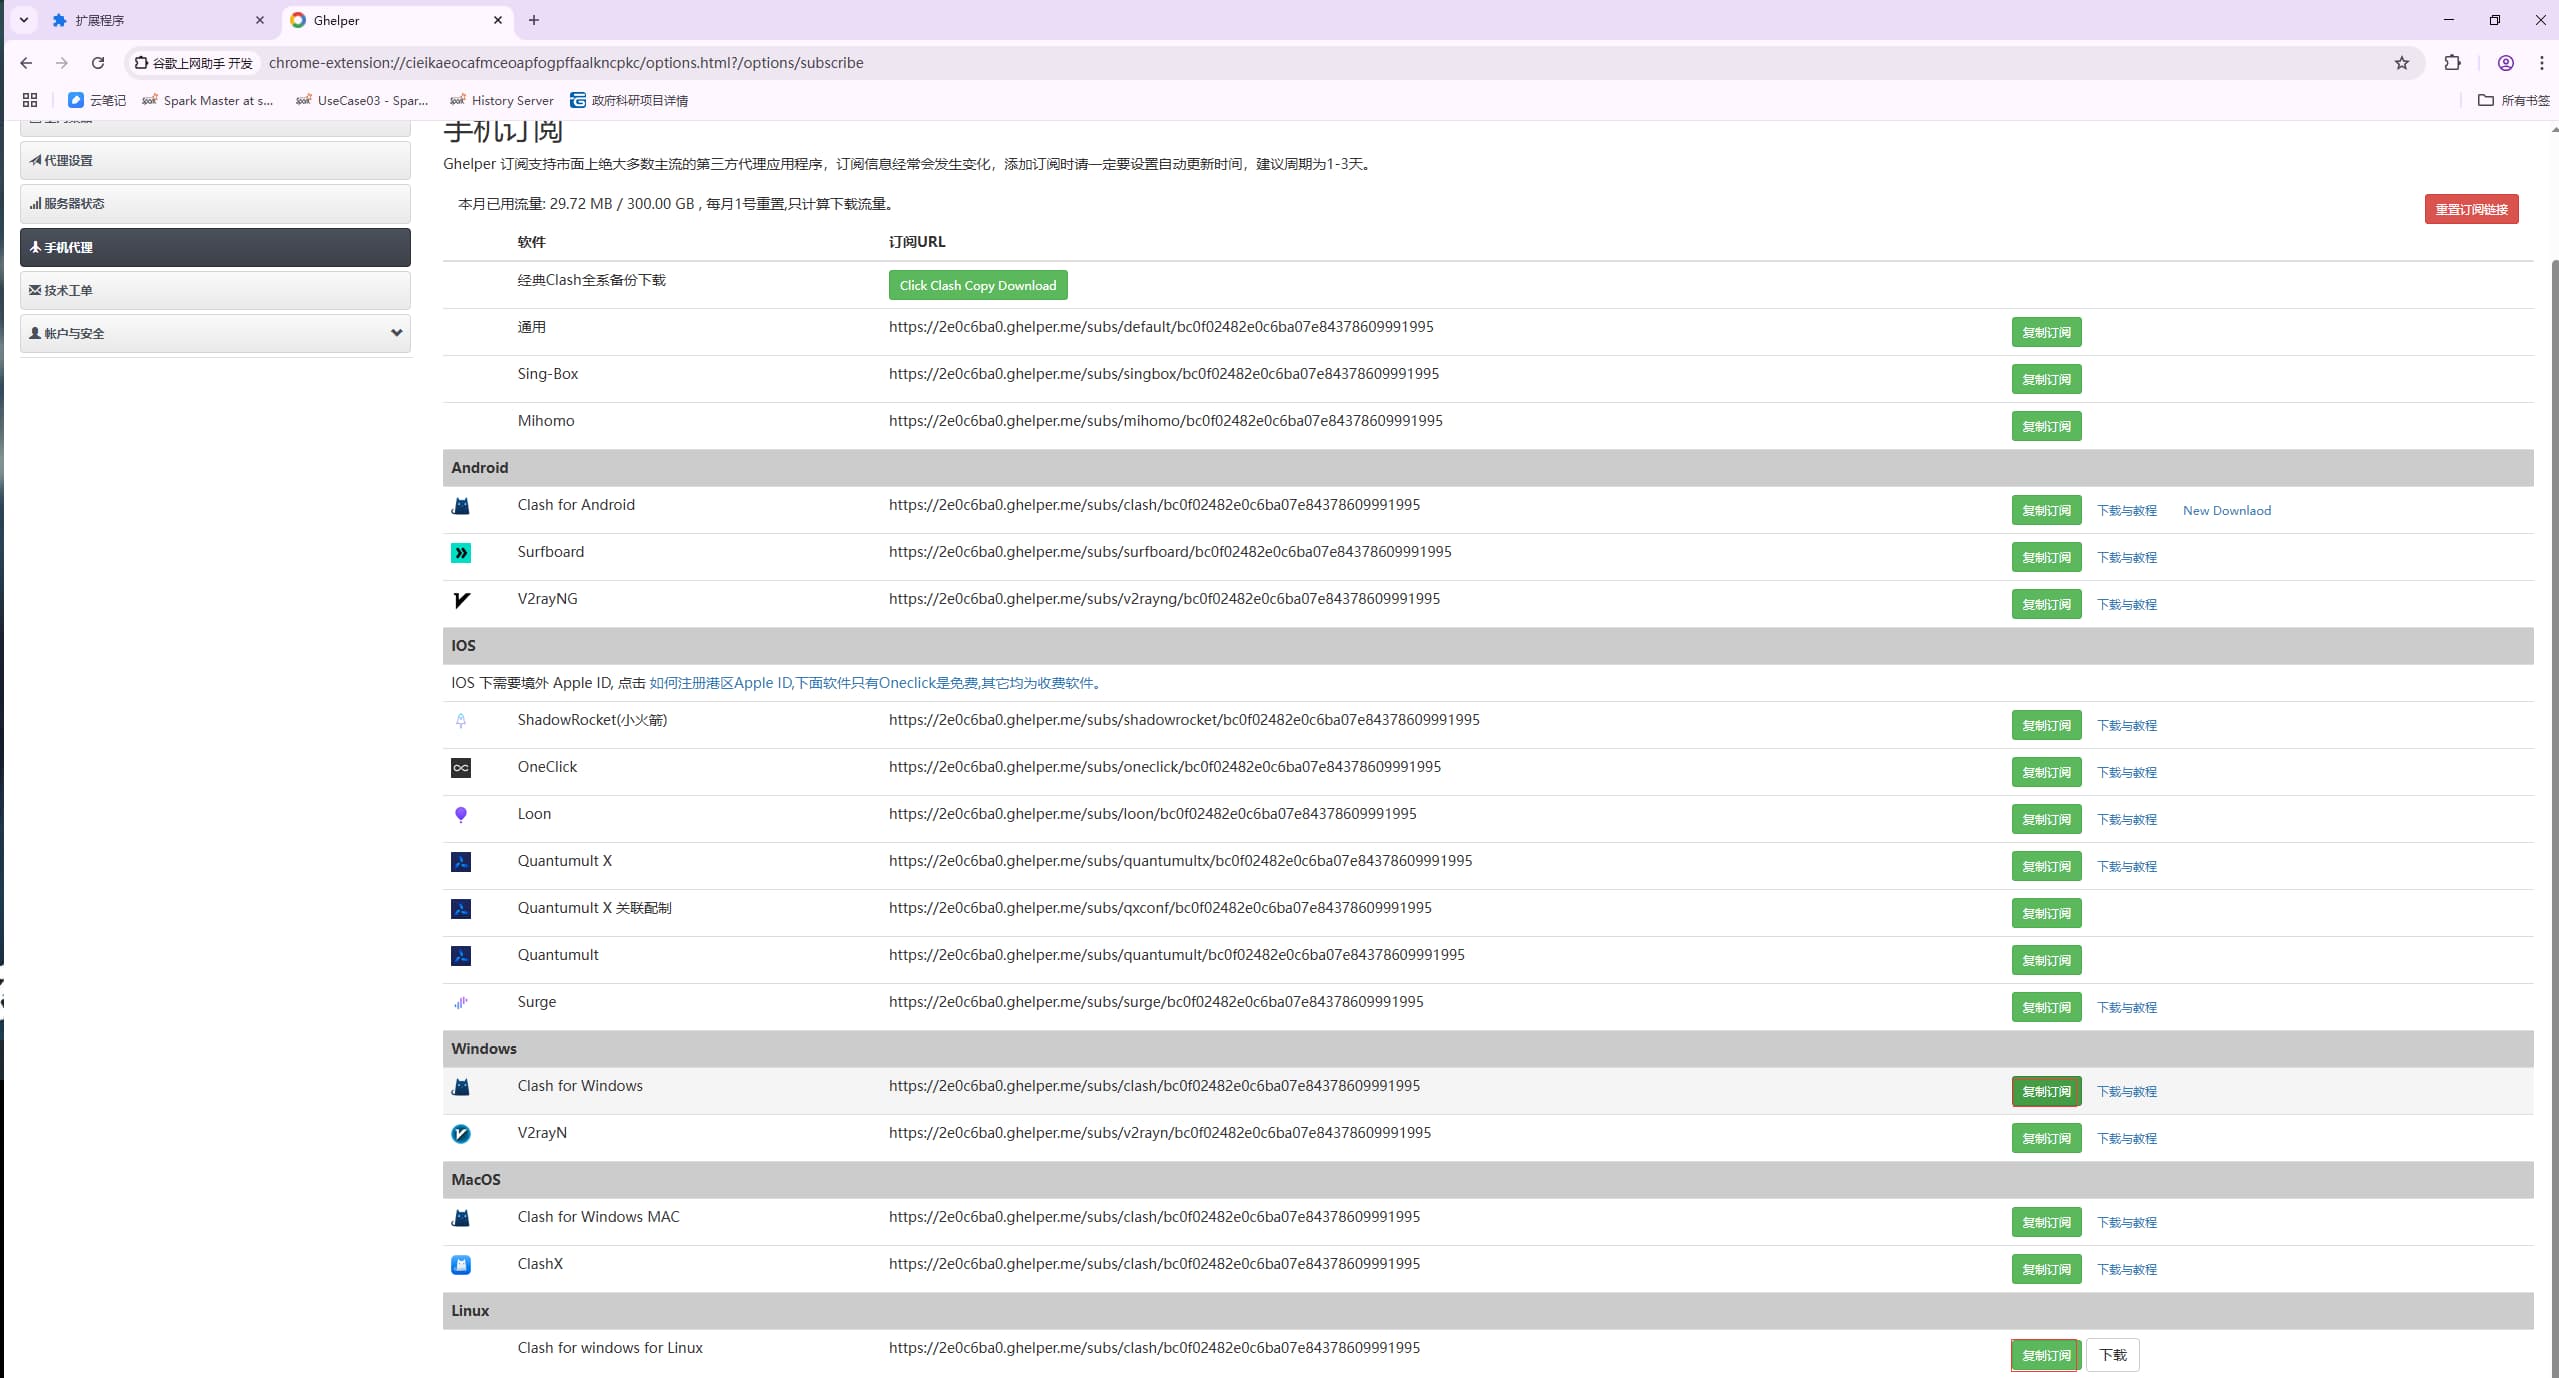 扩展程序
Ghelper
谷歌上网助手 开发
chrome-extension://cieikaeocafmceoapfogpffaalkncpkc/options.html?/options/subscribe
云笔记
Spark Master at s...
UseCase03 - Spar...
History Server
政府科研项目详情
所有书签
代理设置
服务器状态
手机代理
技术工单
帐户与安全
手机订阅
Ghelper 订阅支持市面上绝大多数主流的第三方代理应用程序，订阅信息经常会发生变化，添加订阅时请一定要设置自动更新时间，建议周期为1-3天。
本月已用流量: 29.72 MB / 300.00 GB , 每月1号重置,只计算下载流量。
重置订阅链接
软件 订阅URL
经典Clash全系备份下载 Click Clash Copy Download
通用 https://2e0c6ba0.ghelper.me/subs/default/bc0f02482e0c6ba07e84378609991995 复制订阅
Sing-Box https://2e0c6ba0.ghelper.me/subs/singbox/bc0f02482e0c6ba07e84378609991995 复制订阅
Mihomo https://2e0c6ba0.ghelper.me/subs/mihomo/bc0f02482e0c6ba07e84378609991995 复制订阅
Android
Clash for Android https://2e0c6ba0.ghelper.me/subs/clash/bc0f02482e0c6ba07e84378609991995 复制订阅 下载与教程 New Downlaod
Surfboard https://2e0c6ba0.ghelper.me/subs/surfboard/bc0f02482e0c6ba07e84378609991995 复制订阅 下载与教程
V2rayNG https://2e0c6ba0.ghelper.me/subs/v2rayng/bc0f02482e0c6ba07e84378609991995 复制订阅 下载与教程
IOS
IOS 下需要境外 Apple ID, 点击 如何注册港区Apple ID,下面软件只有Oneclick是免费,其它均为收费软件。
ShadowRocket(小火箭) https://2e0c6ba0.ghelper.me/subs/shadowrocket/bc0f02482e0c6ba07e84378609991995 复制订阅 下载与教程
OneClick https://2e0c6ba0.ghelper.me/subs/oneclick/bc0f02482e0c6ba07e84378609991995 复制订阅 下载与教程
Loon https://2e0c6ba0.ghelper.me/subs/loon/bc0f02482e0c6ba07e84378609991995 复制订阅 下载与教程
Quantumult X https://2e0c6ba0.ghelper.me/subs/quantumultx/bc0f02482e0c6ba07e84378609991995 复制订阅 下载与教程
Quantumult X 关联配制 https://2e0c6ba0.ghelper.me/subs/qxconf/bc0f02482e0c6ba07e84378609991995 复制订阅
Quantumult https://2e0c6ba0.ghelper.me/subs/quantumult/bc0f02482e0c6ba07e84378609991995 复制订阅
Surge https://2e0c6ba0.ghelper.me/subs/surge/bc0f02482e0c6ba07e84378609991995 复制订阅 下载与教程
Windows
Clash for Windows https://2e0c6ba0.ghelper.me/subs/clash/bc0f02482e0c6ba07e84378609991995 复制订阅 下载与教程
V2rayN https://2e0c6ba0.ghelper.me/subs/v2rayn/bc0f02482e0c6ba07e84378609991995 复制订阅 下载与教程
MacOS
Clash for Windows MAC https://2e0c6ba0.ghelper.me/subs/clash/bc0f02482e0c6ba07e84378609991995 复制订阅 下载与教程
ClashX https://2e0c6ba0.ghelper.me/subs/clash/bc0f02482e0c6ba07e84378609991995 复制订阅 下载与教程
Linux
Clash for windows for Linux https://2e0c6ba0.ghelper.me/subs/clash/bc0f02482e0c6ba07e84378609991995 复制订阅 下载